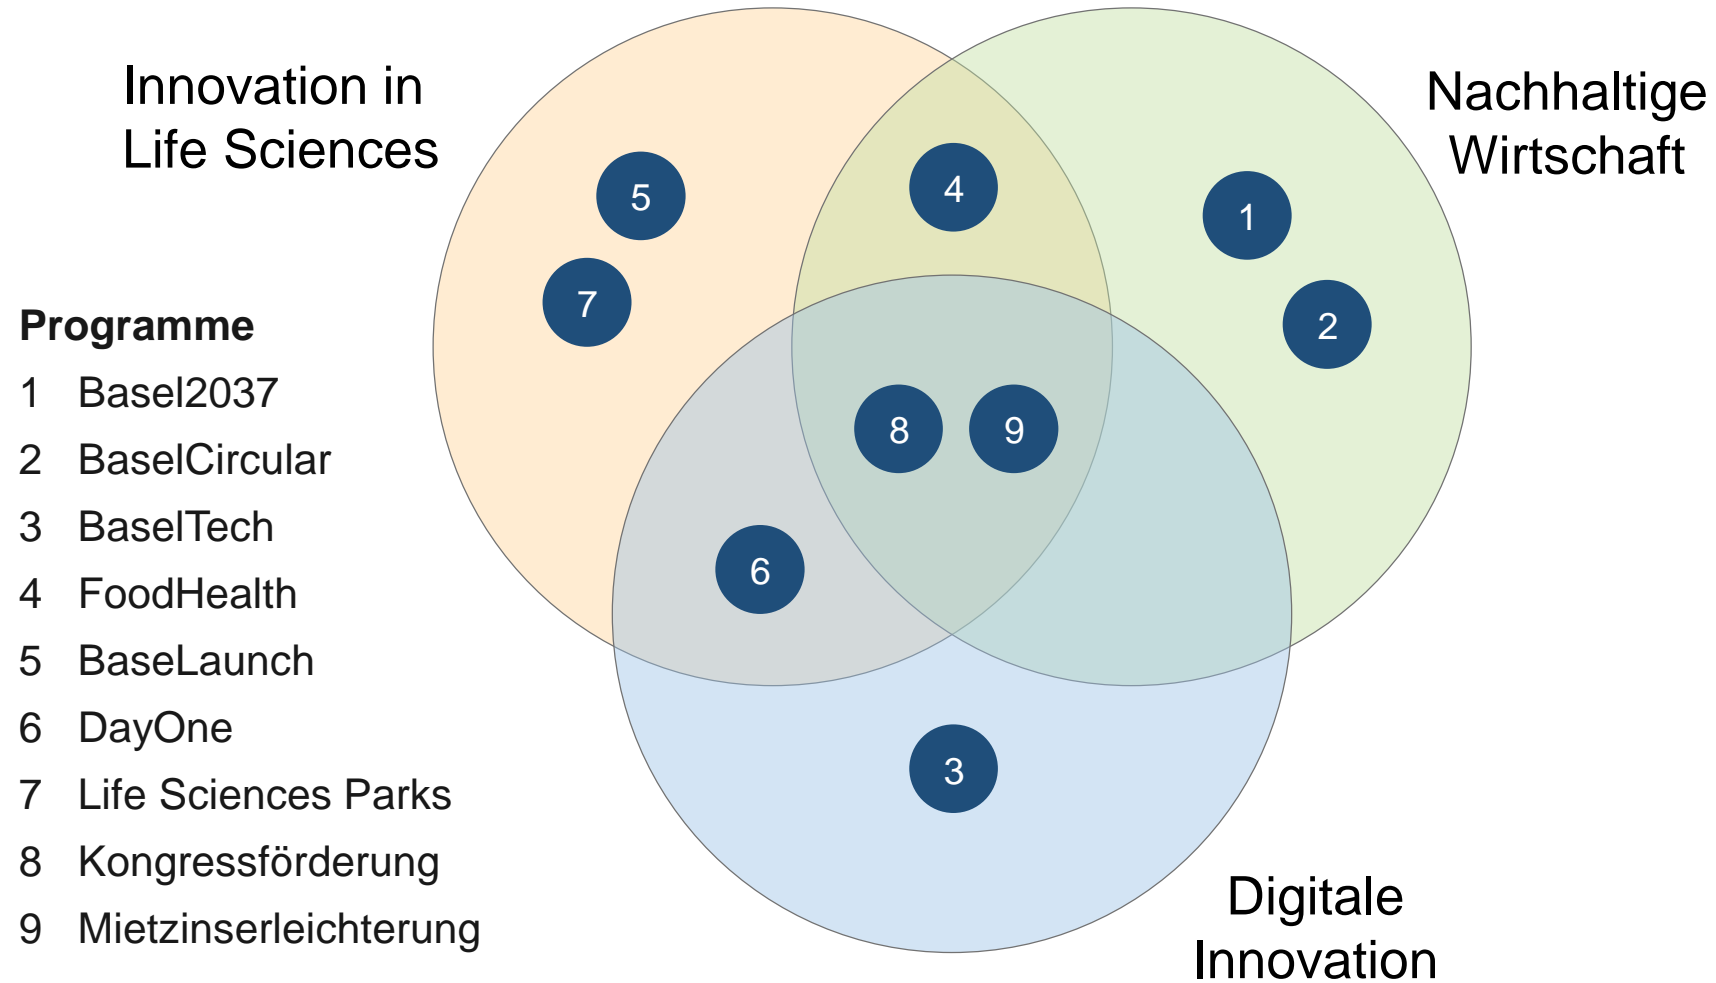 Innovation in
Life Sciences
Nachhaltige
Wirtschaft
5
4
1
7
2
8
9
6
3
Programme
1 Basel2037
2 BaselCircular
3 BaselTech
4 FoodHealth
5 BaseLaunch
6 DayOne
7 Life Sciences Parks
8 Kongressförderung
9 Mietzinserleichterung
Digitale
Innovation